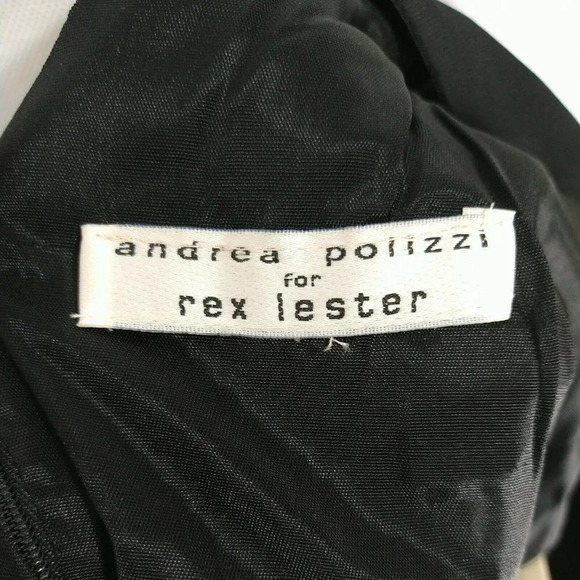 andrea polizzi
for
rex lester